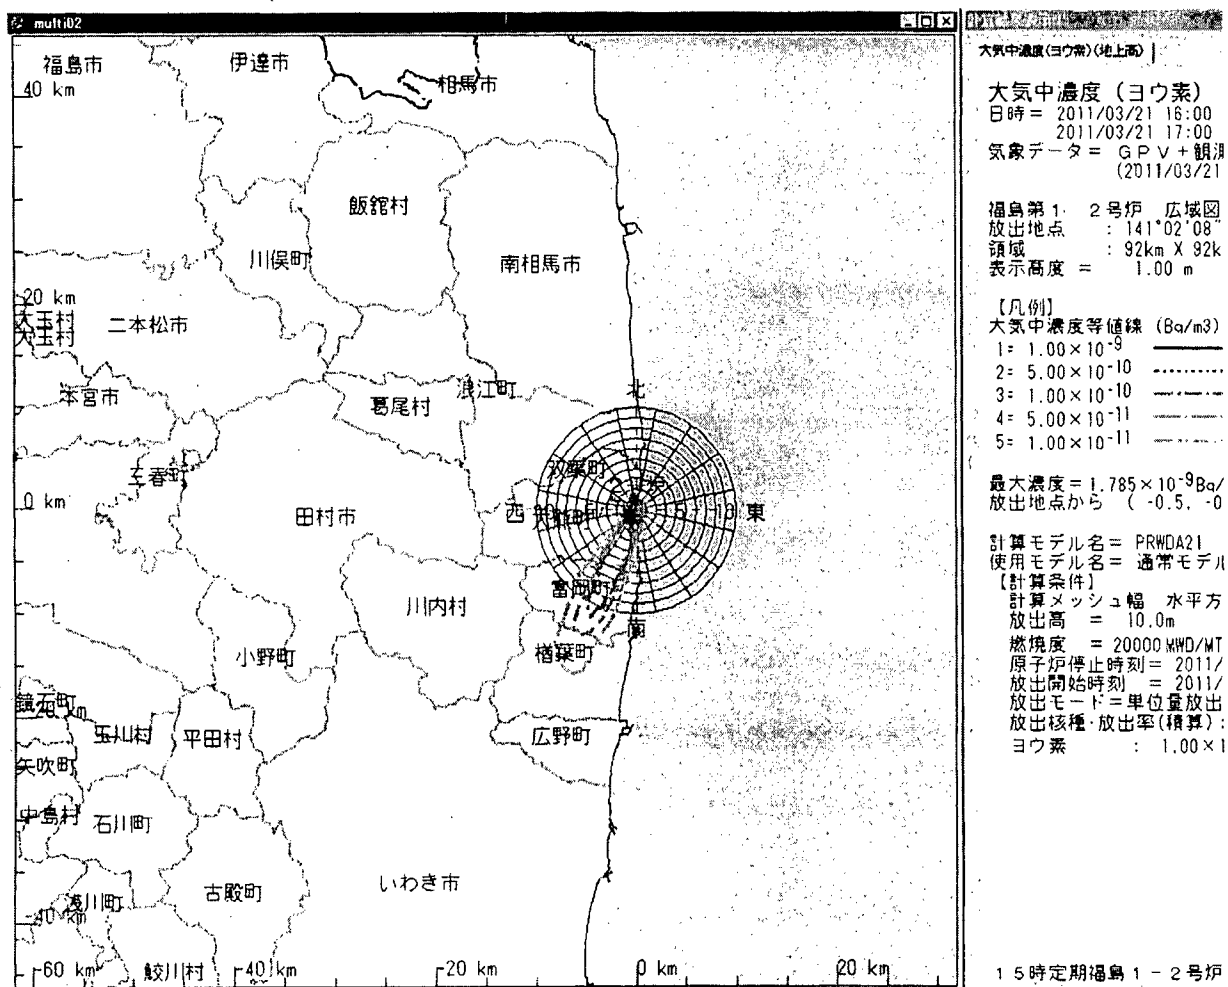 multi02
福島市
伊達市
相馬市
40 km
飯舘村
川俣町
南相馬市
20 km
大玉村
二本松市
大玉村
本宮市
葛尾村
浪江町
北
三春町
双葉町
0 km
田村市
西
東
富岡町
川内村
南
楢葉町
小野町
鏡石町
玉川村
平田村
広野町
矢吹町
中島村
石川町
いわき市
浅川町
古殿町
-40 km
-60 km
鮫川村
-40 km
-20 km
0 km
20 km
大気中濃度(ヨウ素)(地上高)
大気中濃度（ヨウ素）
日時＝ 2011/03/21 16:00
2011/03/21 17:00
気象データ＝ ＧＰＶ＋観測
(2011/03/21
福島第１ ２号炉 広域図
放出地点 : 141°02'08"
領域 : 92km X 92k
表示高度 ＝ 1.00 m
【凡例】
大気中濃度等値線 (Bq/m3)
1= 1.00×10⁻⁹
2= 5.00×10⁻¹⁰
3= 1.00×10⁻¹⁰
4= 5.00×10⁻¹¹
5= 1.00×10⁻¹¹
最大濃度＝1.785×10⁻⁹Bq/
放出地点から ( -0.5, -0
計算モデル名＝ PRWDA21
使用モデル名＝ 通常モデル
【計算条件】
計算メッシュ幅 水平方
放出高 ＝ 10.0m
燃焼度 ＝ 20000MWD/MT
原子炉停止時刻＝ 2011/
放出開始時刻 ＝ 2011/
放出モード＝単位量放出
放出核種・放出率(積算):
ヨウ素 : 1.00×1
１５時定期福島１－２号炉